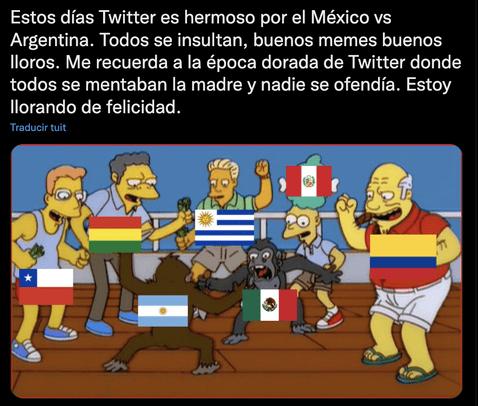 Estos días Twitter es hermoso por el México vs
Argentina. Todos se insultan, buenos memes buenos
lloros. Me recuerda a la época dorada de Twitter donde
todos se mentaban la madre y nadie se ofendía. Estoy
llorando de felicidad.
Traducir tuit